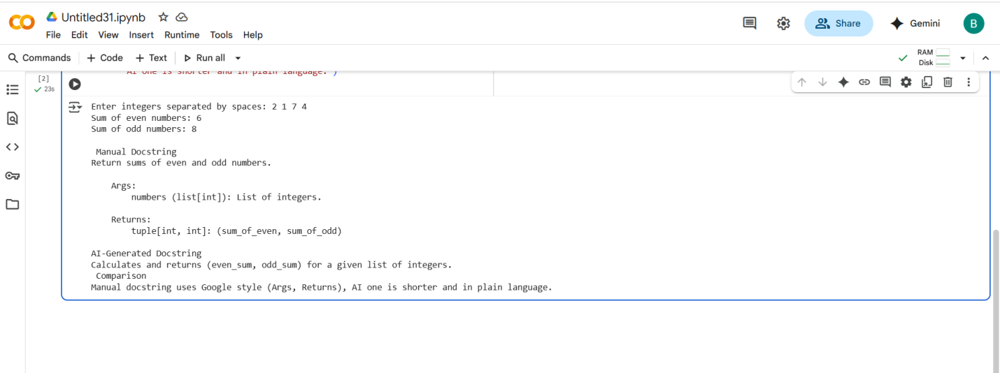 Untitled31.ipynb
File Edit View Insert Runtime Tools Help
Share
Gemini
B
Commands + Code + Text Run all
RAM
Disk
AI one is shorter and in plain language.")
[2]
23s
Enter integers separated by spaces: 2 1 7 4
Sum of even numbers: 6
Sum of odd numbers: 8
Manual Docstring
Return sums of even and odd numbers.
Args:
numbers (list[int]): List of integers.
Returns:
tuple[int, int]: (sum_of_even, sum_of_odd)
AI-Generated Docstring
Calculates and returns (even_sum, odd_sum) for a given list of integers.
Comparison
Manual docstring uses Google style (Args, Returns), AI one is shorter and in plain language.